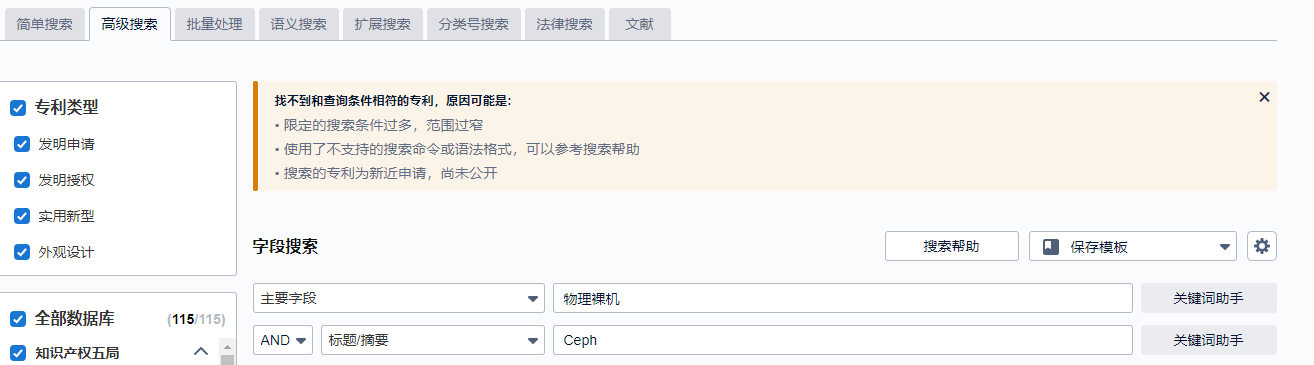 简单搜索 高级搜索 批量处理 语义搜索 扩展搜索 分类号搜索 法律搜索 文献
专利类型
发明申请
发明授权
实用新型
外观设计
全部数据库 (115/115)
知识产权五局
找不到和查询条件相符的专利，原因可能是：
• 限定的搜索条件过多，范围过窄
• 使用了不支持的搜索命令或语法格式，可以参考搜索帮助
• 搜索的专利为新近申请，尚未公开
字段搜索 搜索帮助 保存模板
主要字段 物理裸机 关键词助手
AND 标题/摘要 Ceph 关键词助手